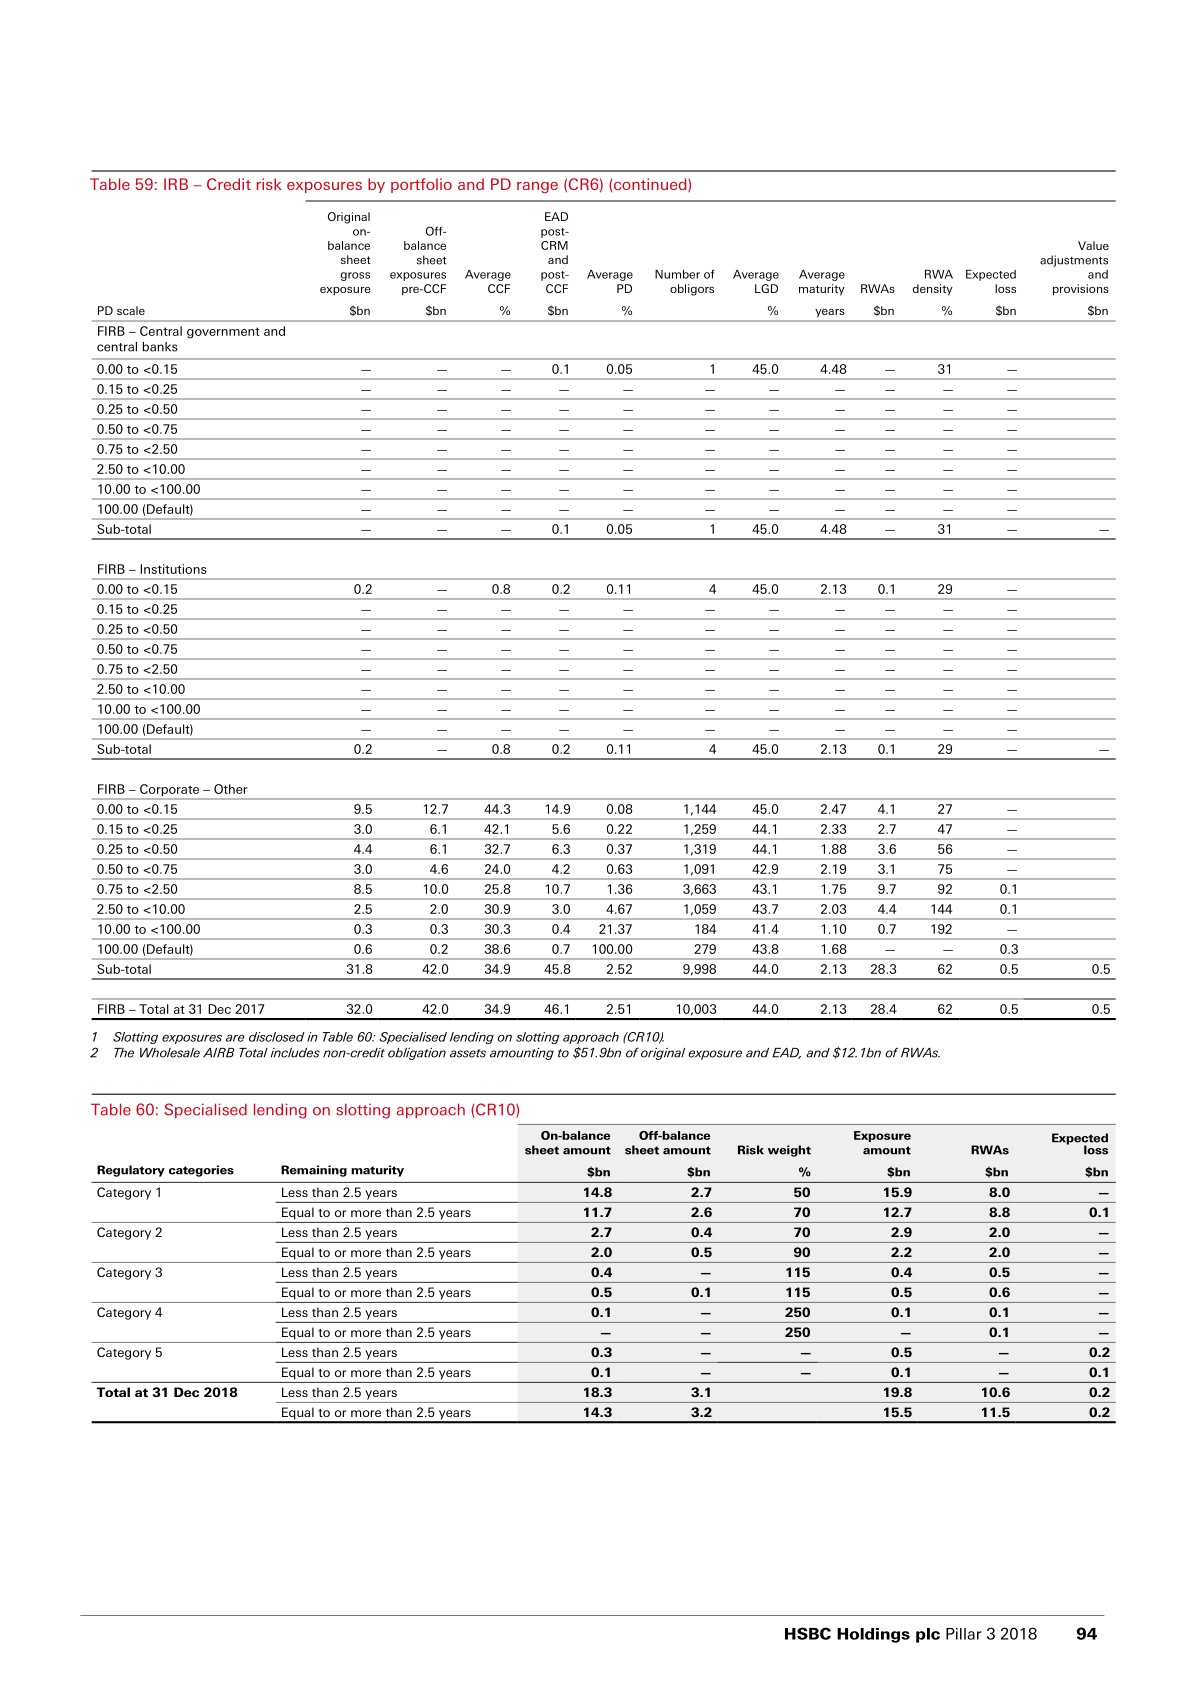 Table 59: IRB – Credit risk exposures by portfolio and PD range (CR6) (continued)
Original on-balance sheet gross exposure Off-balance sheet exposures pre-CCF Average CCF EAD post-CRM and post-CCF Average PD Number of obligors Average LGD Average maturity RWAs RWA density Expected loss Value adjustments and provisions
PD scale $bn $bn % $bn % % years $bn % $bn $bn
FIRB – Central government and
central banks
0.00 to <0.15 — — — 0.1 0.05 1 45.0 4.48 — 31 —
0.15 to <0.25 — — — — — — — — — — —
0.25 to <0.50 — — — — — — — — — — —
0.50 to <0.75 — — — — — — — — — — —
0.75 to <2.50 — — — — — — — — — — —
2.50 to <10.00 — — — — — — — — — — —
10.00 to <100.00 — — — — — — — — — — —
100.00 (Default) — — — — — — — — — — —
Sub-total — — — 0.1 0.05 1 45.0 4.48 — 31 — —
FIRB – Institutions
0.00 to <0.15 0.2 — 0.8 0.2 0.11 4 45.0 2.13 0.1 29 —
0.15 to <0.25 — — — — — — — — — — —
0.25 to <0.50 — — — — — — — — — — —
0.50 to <0.75 — — — — — — — — — — —
0.75 to <2.50 — — — — — — — — — — —
2.50 to <10.00 — — — — — — — — — — —
10.00 to <100.00 — — — — — — — — — — —
100.00 (Default) — — — — — — — — — — —
Sub-total 0.2 — 0.8 0.2 0.11 4 45.0 2.13 0.1 29 — —
FIRB – Corporate – Other
0.00 to <0.15 9.5 12.7 44.3 14.9 0.08 1,144 45.0 2.47 4.1 27 —
0.15 to <0.25 3.0 6.1 42.1 5.6 0.22 1,259 44.1 2.33 2.7 47 —
0.25 to <0.50 4.4 6.1 32.7 6.3 0.37 1,319 44.1 1.88 3.6 56 —
0.50 to <0.75 3.0 4.6 24.0 4.2 0.63 1,091 42.9 2.19 3.1 75 —
0.75 to <2.50 8.5 10.0 25.8 10.7 1.36 3,663 43.1 1.75 9.7 92 0.1
2.50 to <10.00 2.5 2.0 30.9 3.0 4.67 1,059 43.7 2.03 4.4 144 0.1
10.00 to <100.00 0.3 0.3 30.3 0.4 21.37 184 41.4 1.10 0.7 192 —
100.00 (Default) 0.6 0.2 38.6 0.7 100.00 279 43.8 1.68 — — 0.3
Sub-total 31.8 42.0 34.9 45.8 2.52 9,998 44.0 2.13 28.3 62 0.5 0.5
FIRB – Total at 31 Dec 2017 32.0 42.0 34.9 46.1 2.51 10,003 44.0 2.13 28.4 62 0.5 0.5
1 Slotting exposures are disclosed in Table 60: Specialised lending on slotting approach (CR10).
2 The Wholesale AIRB Total includes non-credit obligation assets amounting to $51.9bn of original exposure and EAD, and $12.1bn of RWAs.
Table 60: Specialised lending on slotting approach (CR10)
On-balance sheet amount Off-balance sheet amount Risk weight Exposure amount RWAs Expected loss
Regulatory categories Remaining maturity $bn $bn % $bn $bn $bn
Category 1 Less than 2.5 years 14.8 2.7 50 15.9 8.0 —
Equal to or more than 2.5 years 11.7 2.6 70 12.7 8.8 0.1
Category 2 Less than 2.5 years 2.7 0.4 70 2.9 2.0 —
Equal to or more than 2.5 years 2.0 0.5 90 2.2 2.0 —
Category 3 Less than 2.5 years 0.4 — 115 0.4 0.5 —
Equal to or more than 2.5 years 0.5 0.1 115 0.5 0.6 —
Category 4 Less than 2.5 years 0.1 — 250 0.1 0.1 —
Equal to or more than 2.5 years — — 250 — 0.1 —
Category 5 Less than 2.5 years 0.3 — — 0.5 — 0.2
Equal to or more than 2.5 years 0.1 — — 0.1 — 0.1
Total at 31 Dec 2018 Less than 2.5 years 18.3 3.1 19.8 10.6 0.2
Equal to or more than 2.5 years 14.3 3.2 15.5 11.5 0.2
HSBC Holdings plc Pillar 3 2018 94